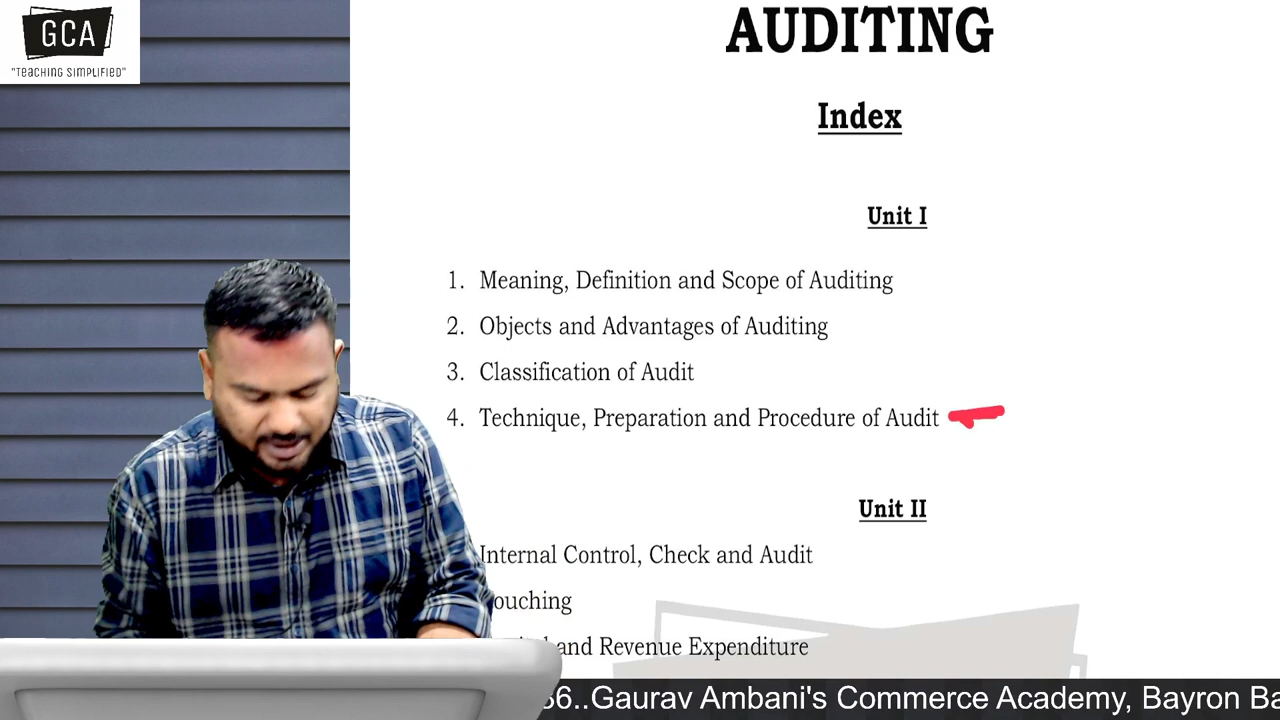 GCA
"TEACHING SIMPLIFIED"
AUDITING
Index
Unit I
1. Meaning, Definition and Scope of Auditing
2. Objects and Advantages of Auditing
3. Classification of Audit
4. Technique, Preparation and Procedure of Audit
Unit II
Internal Control, Check and Audit
and Revenue Expenditure
Gaurav Ambani's Commerce Academy, Bayron